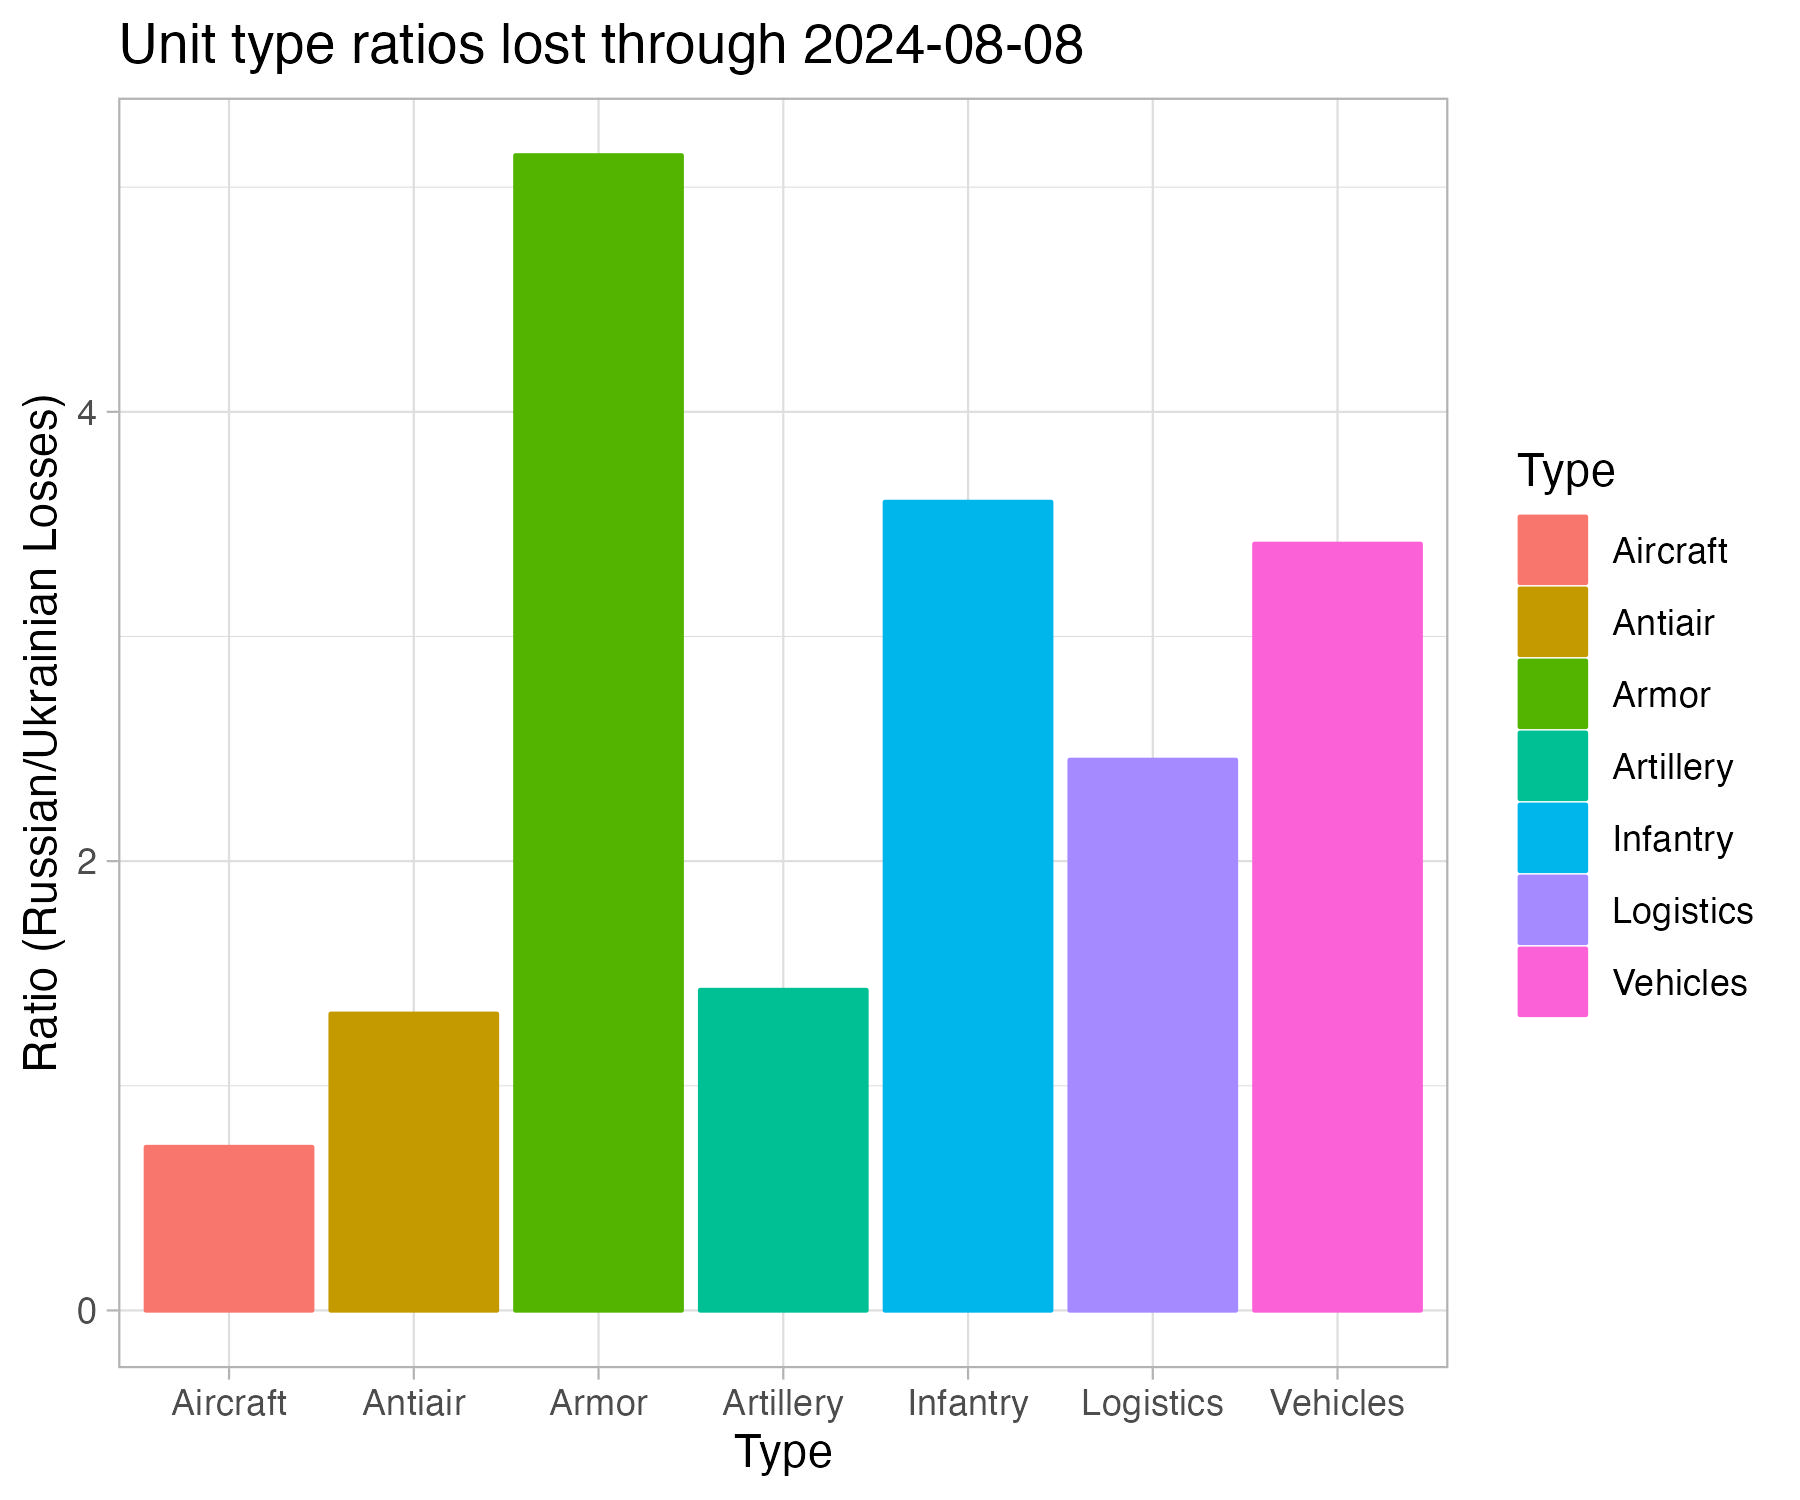 Unit type ratios lost through 2024-08-08
Ratio (Russian/Ukrainian Losses)
4
2
0
Aircraft
Antiair
Armor
Artillery
Infantry
Logistics
Vehicles
Type
Type
Aircraft
Antiair
Armor
Artillery
Infantry
Logistics
Vehicles